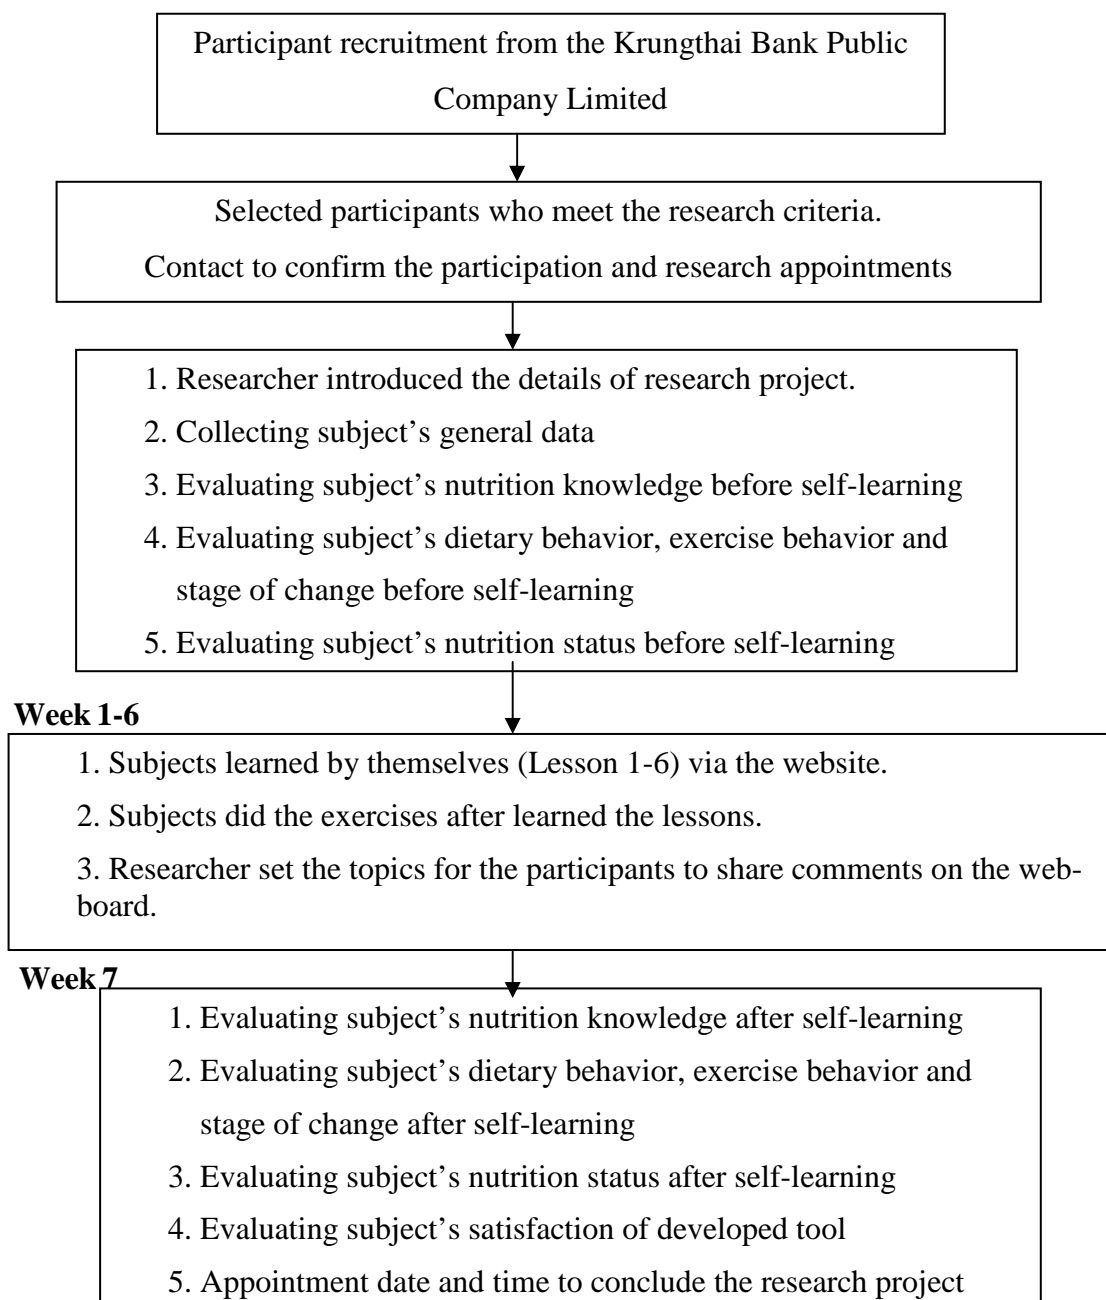 Participant recruitment from the Krungthai Bank Public
Company Limited
Selected participants who meet the research criteria.
Contact to confirm the participation and research appointments
1. Researcher introduced the details of research project.
2. Collecting subject’s general data
3. Evaluating subject’s nutrition knowledge before self-learning
4. Evaluating subject’s dietary behavior, exercise behavior and
stage of change before self-learning
5. Evaluating subject’s nutrition status before self-learning
Week 1-6
1. Subjects learned by themselves (Lesson 1-6) via the website.
2. Subjects did the exercises after learned the lessons.
3. Researcher set the topics for the participants to share comments on the web-
board.
Week 7
1. Evaluating subject’s nutrition knowledge after self-learning
2. Evaluating subject’s dietary behavior, exercise behavior and
stage of change after self-learning
3. Evaluating subject’s nutrition status after self-learning
4. Evaluating subject’s satisfaction of developed tool
5. Appointment date and time to conclude the research project